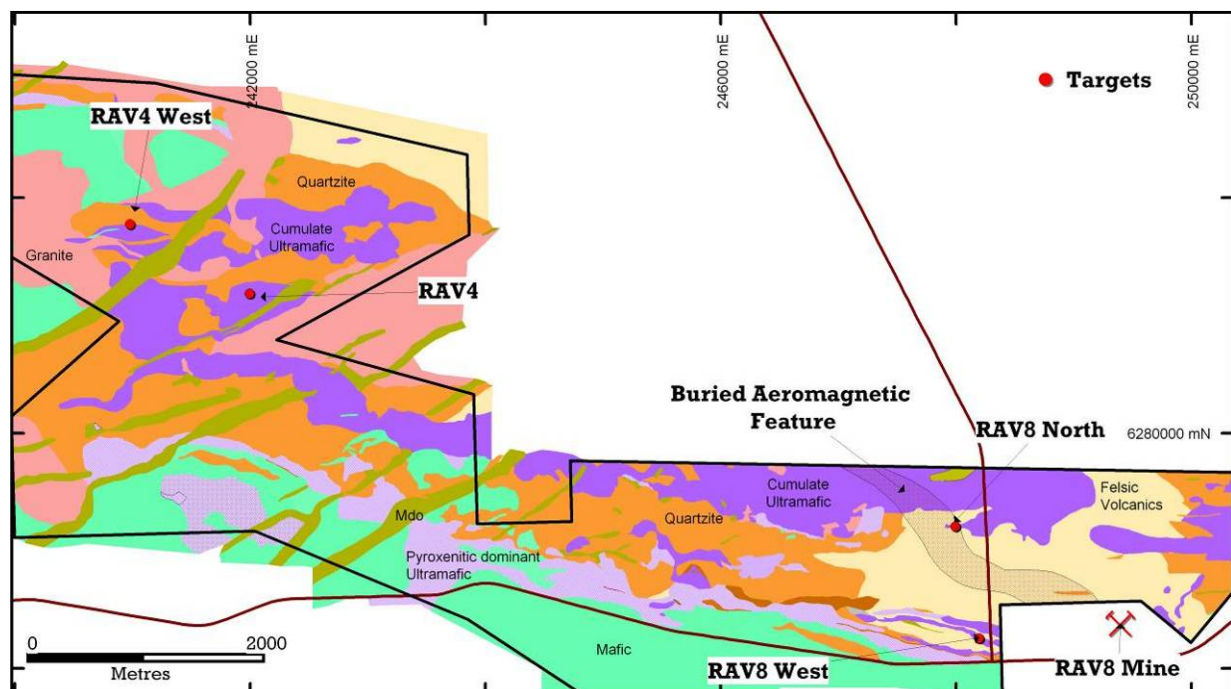 242000 mE
246000 mE
250000 mE
Targets
RAV4 West
Quartzite
Cumulate
Ultramafic
Granite
RAV4
Buried Aeromagnetic
Feature
RAV8 North
6280000 mN
Cumulate
Ultramafic
Felsic
Volcanics
Quartzite
Mdo
Pyroxenitic dominant
Ultramafic
0
2000
Metres
Mafic
RAV8 West
RAV8 Mine